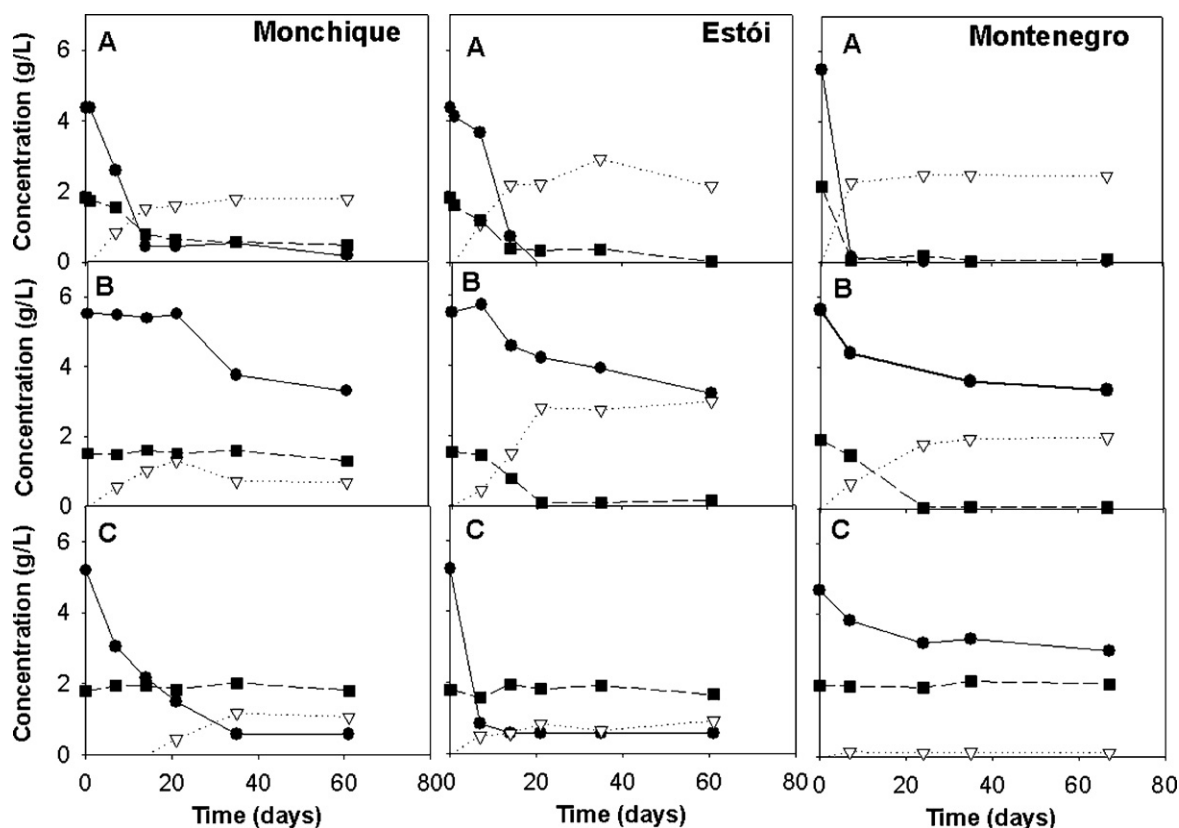 Monchique
Estói
Montenegro
A
A
A
Concentration (g/L)
6
4
2
0
B
B
B
Concentration (g/L)
6
4
2
0
C
C
C
Concentration (g/L)
6
4
2
0
0 20 40 60 80 0 20 40 60 80 0 20 40 60 80
Time (days)
Time (days)
Time (days)